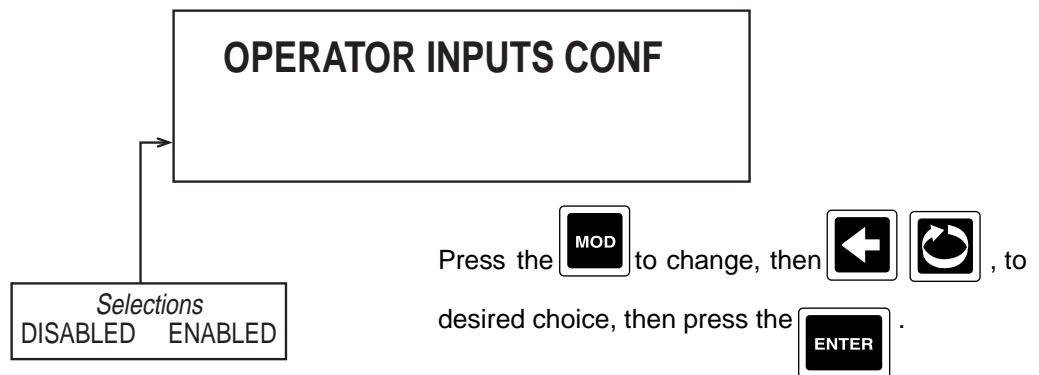 OPERATOR INPUTS CONF
Press the MOD to change, then , to
Selections
DISABLED ENABLED
desired choice, then press the ENTER .